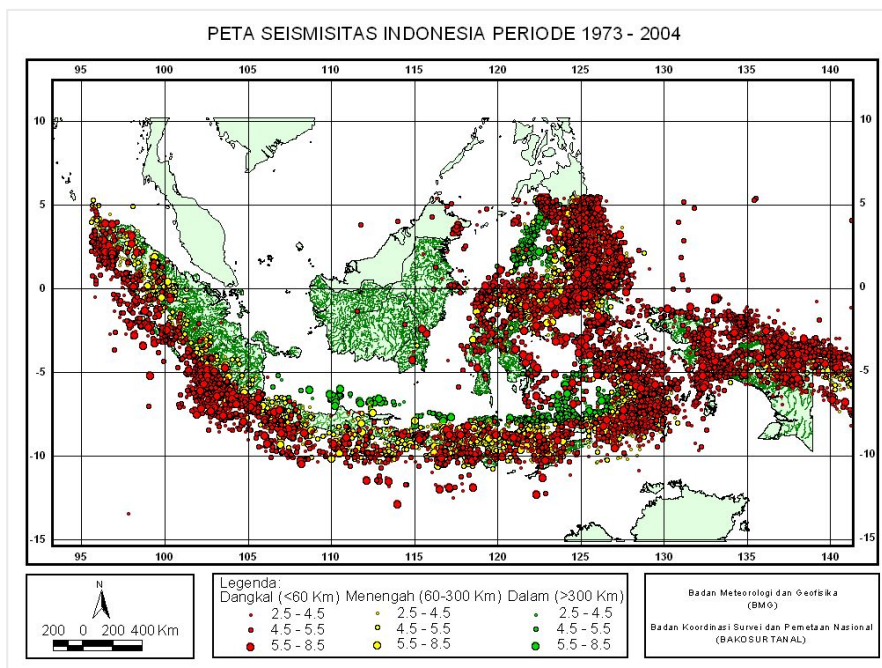 PETA SEISMISITAS INDONESIA PERIODE 1973 - 2004
95 100 105 110 115 120 125 130 135 140
10 10
5 5
0 0
-5 -5
-10 -10
-15 -15
95 100 105 110 115 120 125 130 135 140
N
200 0 200 400 Km
Legenda:
Dangkal (<60 Km) Menengah (60-300 Km) Dalam (>300 Km)
2.5 - 4.5 2.5 - 4.5 2.5 - 4.5
4.5 - 5.5 4.5 - 5.5 4.5 - 5.5
5.5 - 8.5 5.5 - 8.5 5.5 - 8.5
Badan Meteorologi dan Geofisika
(BMG)
Badan Koordinasi Survei dan Pemetaan Nasional
(BAKOSURTANAL)